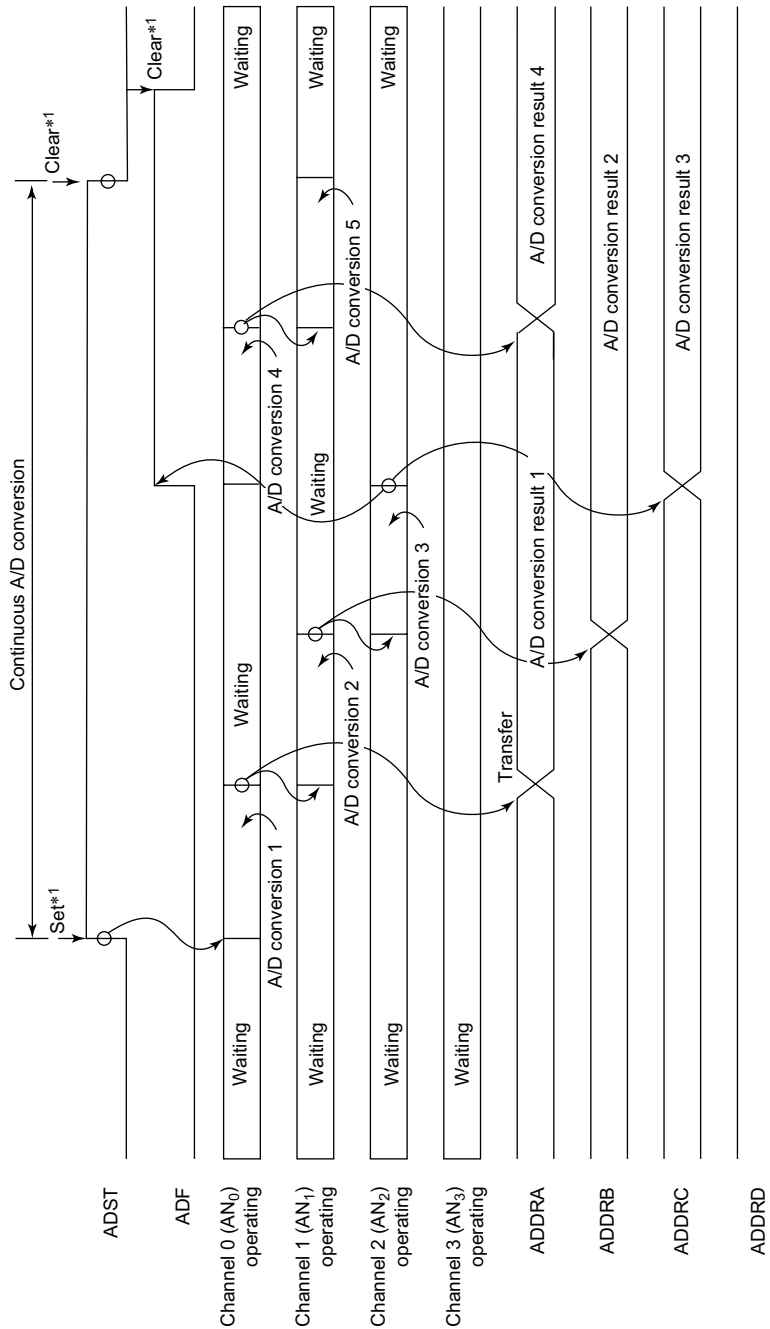 Continuous A/D conversion
Set*1
Clear*1
Clear*1
ADST
ADF
Channel 0 (AN0)
operating
Waiting
A/D conversion 1
Waiting
A/D conversion 4
Waiting
Channel 1 (AN1)
operating
Waiting
A/D conversion 2
Waiting
A/D conversion 5
Waiting
Channel 2 (AN2)
operating
Waiting
A/D conversion 3
Waiting
Channel 3 (AN3)
operating
Waiting
Transfer
ADDRA
A/D conversion result 1
A/D conversion result 4
ADDRB
A/D conversion result 2
ADDRC
A/D conversion result 3
ADDRD